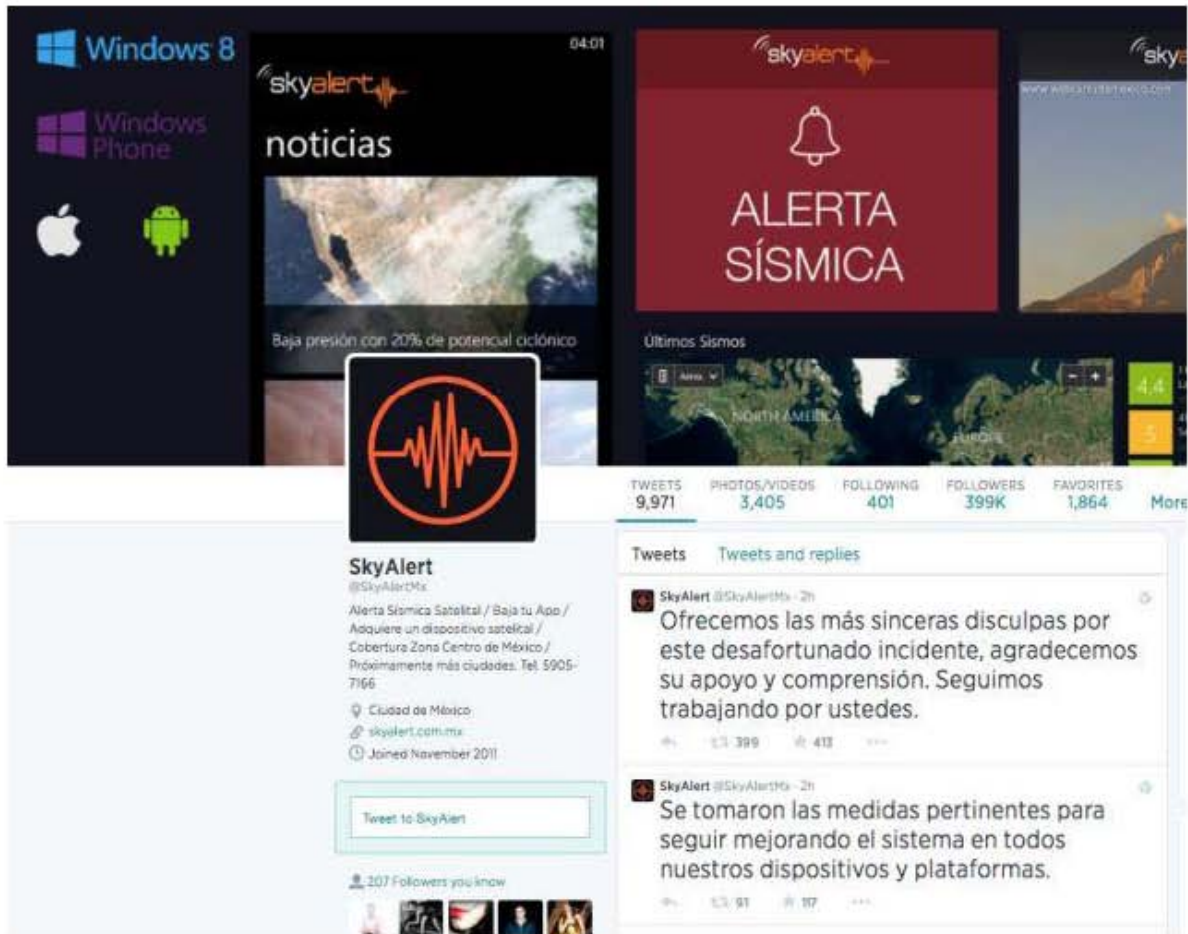 Windows 8
Windows
Phone
04:01
skyalert
noticias
Baja presión con 20% de potencial ciclónico
skyalert
ALERTA
SÍSMICA
Últimos Sismos
NORTH AMERICA
EUROPE
4.4
5
TWEETS
9,971
PHOTOS/VIDEOS
3,405
FOLLOWING
401
FOLLOWERS
399K
FAVORITES
1,864
More
SkyAlert
@SkyAlertMx
Alerta Sísmica Satelital / Baja tu App /
Adquiere un dispositivo satelital /
Cobertura Zona Centro de México /
Próximamente más ciudades. Tel. 5905-
7166
Ciudad de México
skyalert.com.mx
Joined November 2011
Tweet to SkyAlert
207 Followers you know
Tweets
Tweets and replies
SkyAlert @SkyAlertMx · 2h
Ofrecemos las más sinceras disculpas por
este desafortunado incidente, agradecemos
su apoyo y comprensión. Seguimos
trabajando por ustedes.
399
413
SkyAlert @SkyAlertMx · 2h
Se tomaron las medidas pertinentes para
seguir mejorando el sistema en todos
nuestros dispositivos y plataformas.
91
117